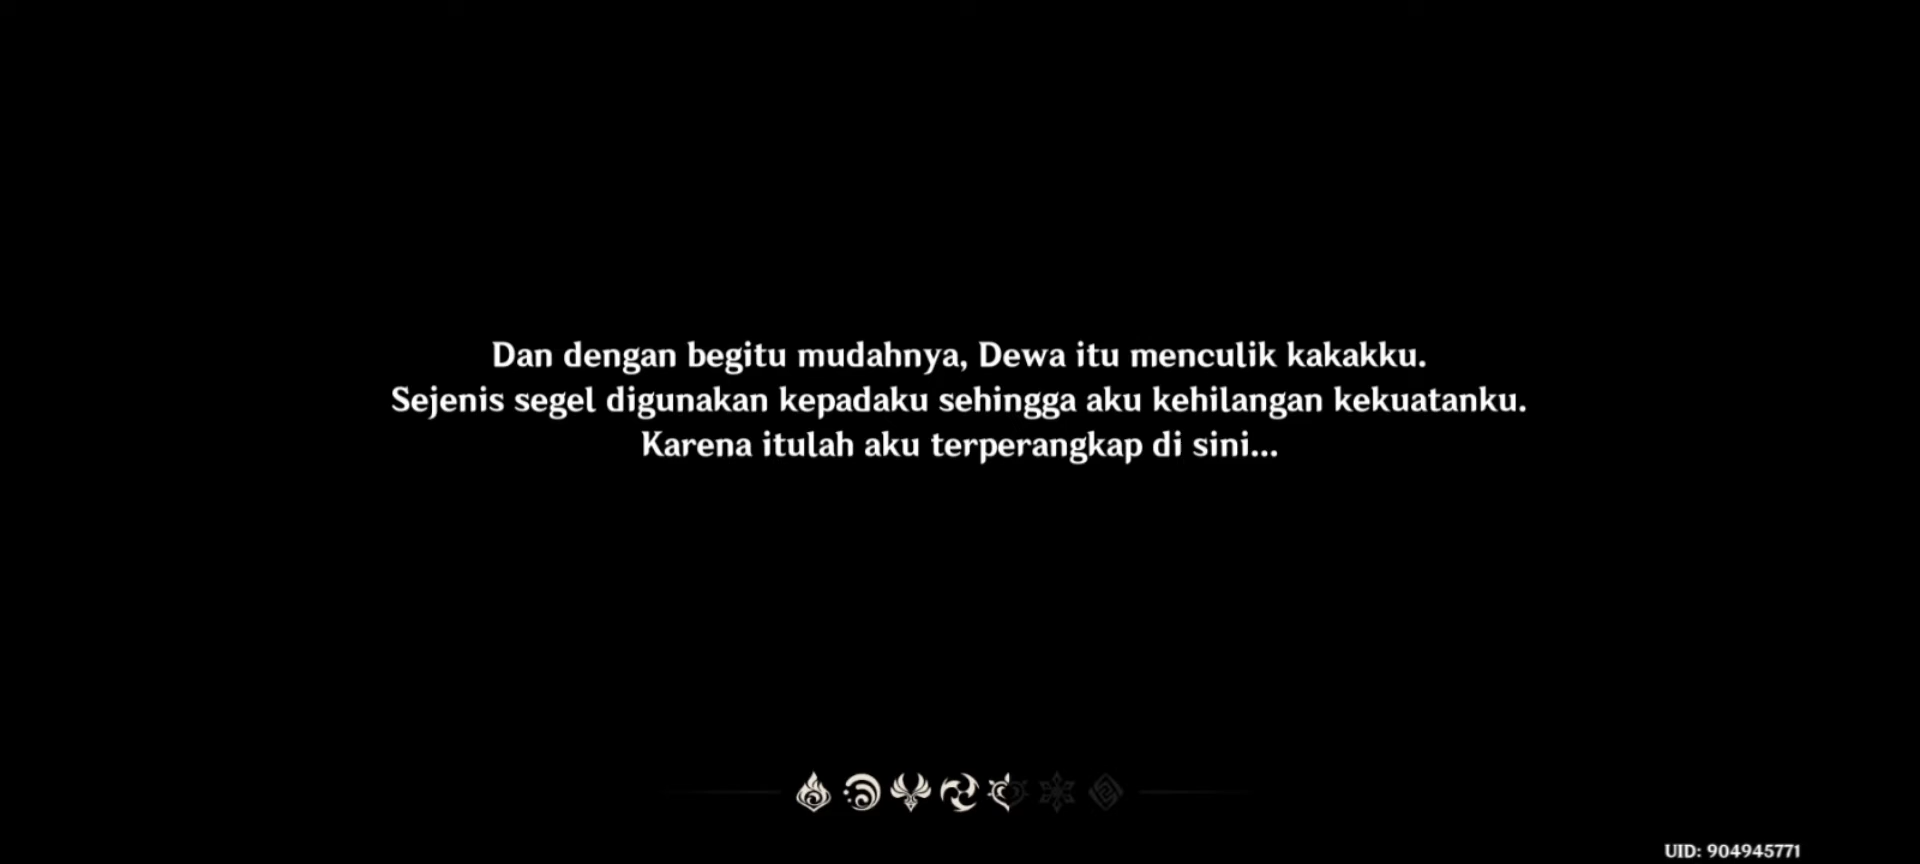 Dan dengan begitu mudahnya, Dewa itu menculik kakakku.
Sejenis segel digunakan kepadaku sehingga aku kehilangan kekuatanku.
Karena itulah aku terperangkap di sini...
UID: 904945771